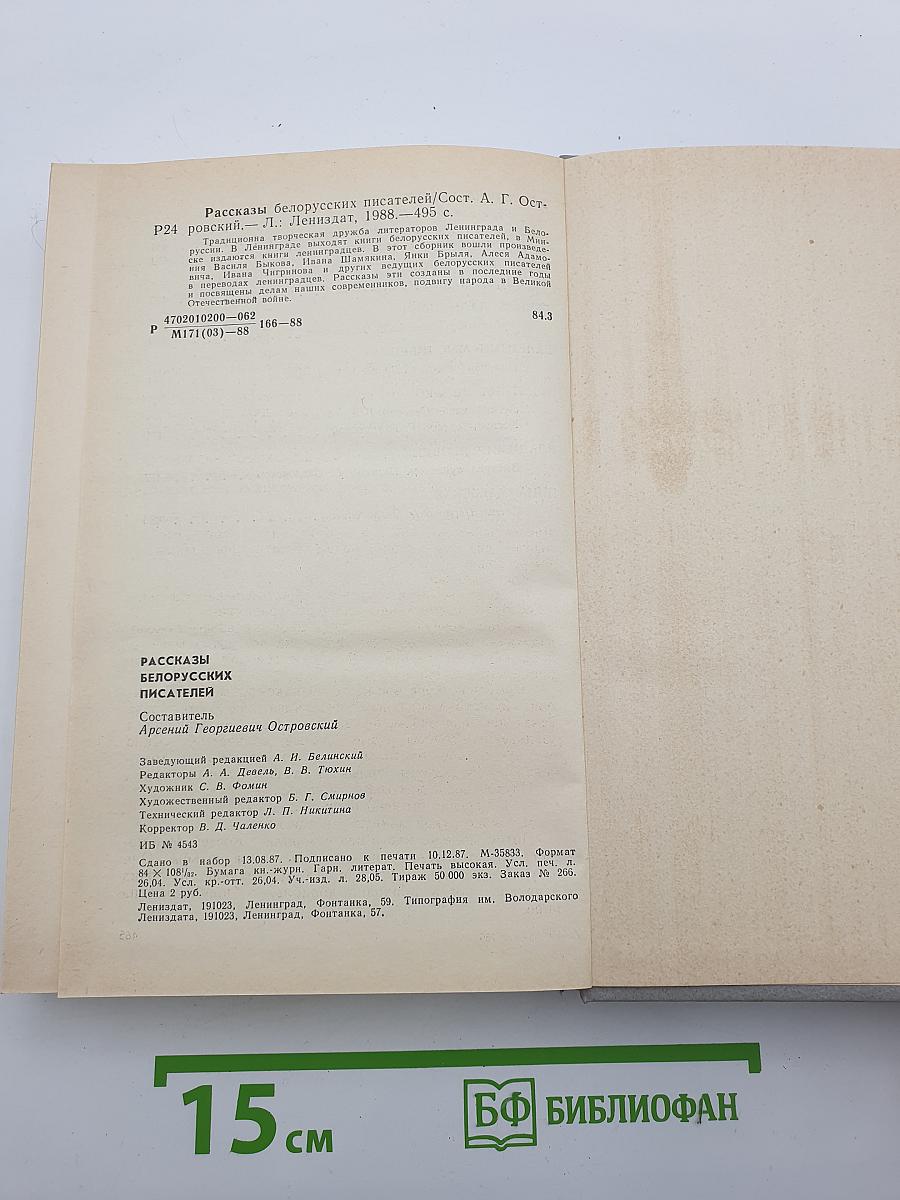 Рассказы белорусских писателей/Сост. А. Г. Ост-
Р24 ровский.— Л.: Лениздат, 1988.—495 с.
Традиционна творческая дружба литераторов Ленинграда и Бело-
руссии. В Ленинграде выходят книги белорусских писателей, в Мин-
ске издаются книги ленинградцев. В этот сборник вошли произведе-
ния Василя Быкова, Ивана Шамякина, Янки Брыля, Алеся Адамо-
вича, Ивана Чигринова и других ведущих белорусских писателей
в переводах ленинградцев. Рассказы эти созданы в последние годы
и посвящены делам наших современников, подвигу народа в Великой
Отечественной войне.
Р 4702010200—062
М171(03)—88 166—88 84.3
РАССКАЗЫ
БЕЛОРУССКИХ
ПИСАТЕЛЕЙ
Составитель
Арсений Георгиевич Островский
Заведующий редакцией А. И. Белинский
Редакторы А. А. Девель, В. В. Тюхин
Художник С. В. Фомин
Художественный редактор Б. Г. Смирнов
Технический редактор Л. П. Никитина
Корректор В. Д. Чаленко
ИБ № 4543
Сдано в набор 13.08.87. Подписано к печати 10.12.87. М-35833. Формат
84 × 108¹/₃₂. Бумага кн.-журн. Гарн. литерат. Печать высокая. Усл. печ. л.
26,04. Усл. кр.-отт. 26,04. Уч.-изд. л. 28,05. Тираж 50 000 экз. Заказ № 266.
Цена 2 руб.
Лениздат, 191023, Ленинград, Фонтанка, 59. Типография им. Володарского
Лениздата, 191023, Ленинград, Фонтанка, 57.
15 см
БФ БИБЛИОФАН